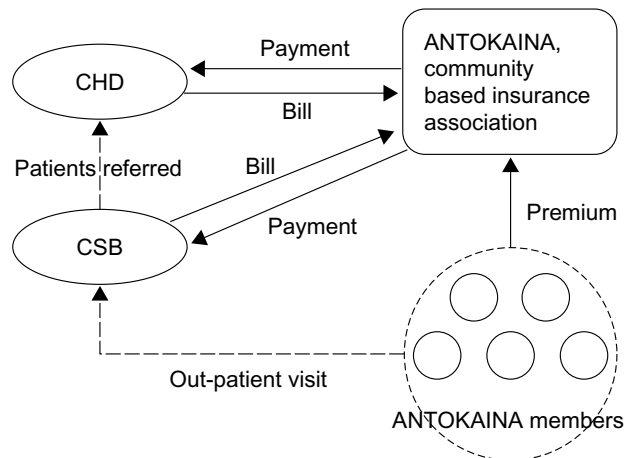 Payment
ANTOKAINA,
community
based insurance
association
CHD
Bill
Patients referred
Bill
Payment
Premium
CSB
Out-patient visit
ANTOKAINA members